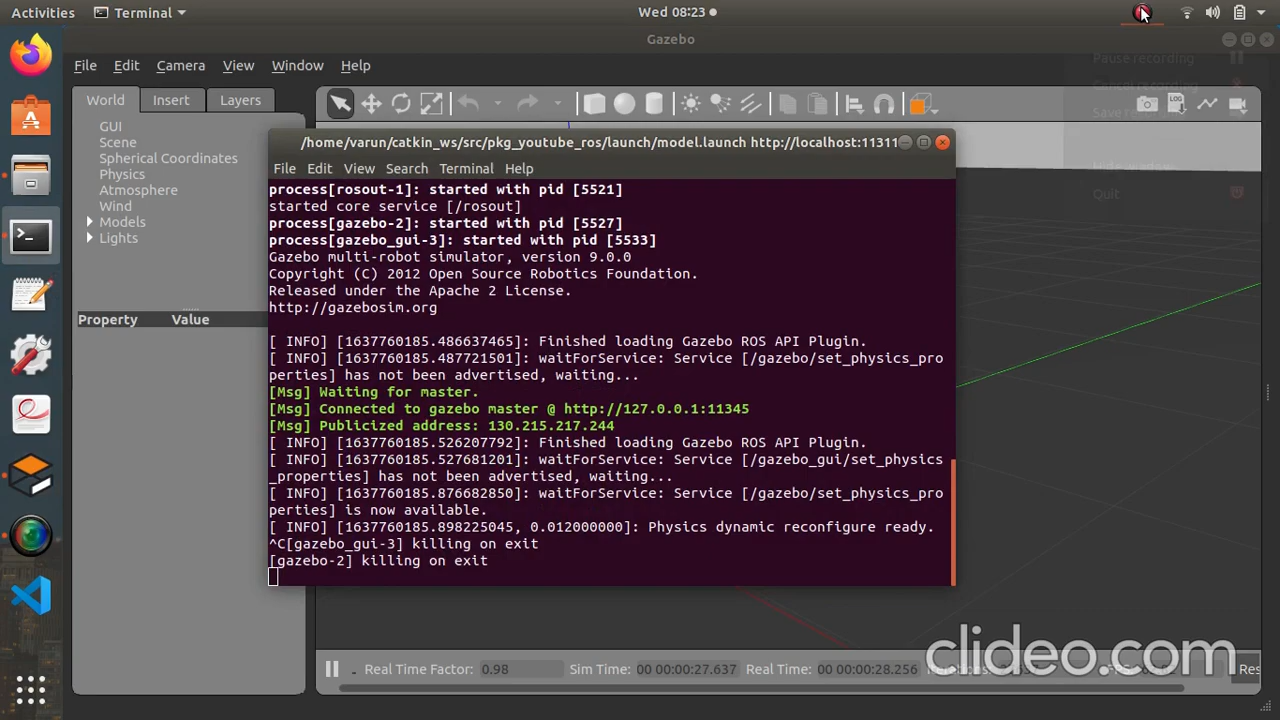 Activities
Terminal
Wed 08:23
Gazebo
File Edit Camera View Window Help
Pause recording
Cancel recording
Hide window
Quit
World Insert Layers
GUI
Scene
Spherical Coordinates
Physics
Atmosphere
Wind
Models
Lights
Property Value
/home/varun/catkin_ws/src/pkg_youtube_ros/launch/model.launch http://localhost:11311
File Edit View Search Terminal Help
process[rosout-1]: started with pid [5521]
started core service [/rosout]
process[gazebo-2]: started with pid [5527]
process[gazebo_gui-3]: started with pid [5533]
Gazebo multi-robot simulator, version 9.0.0
Copyright (C) 2012 Open Source Robotics Foundation.
Released under the Apache 2 License.
http://gazebosim.org
[ INFO] [1637760185.486637465]: Finished loading Gazebo ROS API Plugin.
[ INFO] [1637760185.487721501]: waitForService: Service [/gazebo/set_physics_pro
perties] has not been advertised, waiting...
[Msg] Waiting for master.
[Msg] Connected to gazebo master @ http://127.0.0.1:11345
[Msg] Publicized address: 130.215.217.244
[ INFO] [1637760185.526207792]: Finished loading Gazebo ROS API Plugin.
[ INFO] [1637760185.527681201]: waitForService: Service [/gazebo_gui/set_physics
_properties] has not been advertised, waiting...
[ INFO] [1637760185.876682850]: waitForService: Service [/gazebo/set_physics_pro
perties] is now available.
[ INFO] [1637760185.898225045, 0.012000000]: Physics dynamic reconfigure ready.
^C[gazebo_gui-3] killing on exit
[gazebo-2] killing on exit
Real Time Factor: 0.98 Sim Time: 00 00:00:27.637 Real Time: 00 00:00:28.256 Res
clideo.com